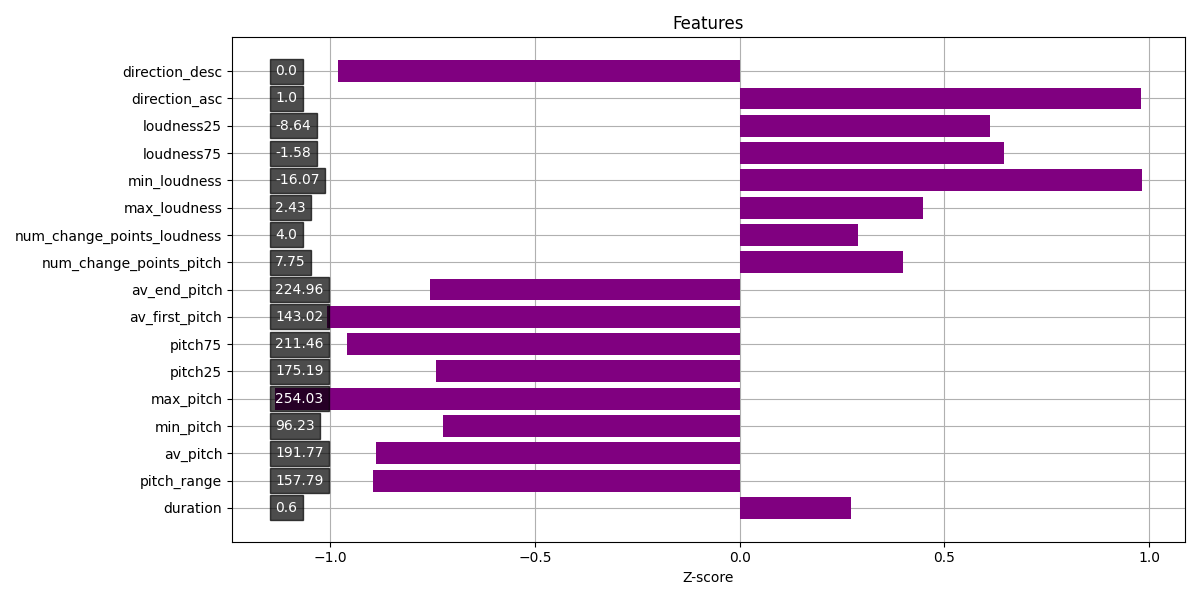 Features
direction_desc 0.0
direction_asc 1.0
loudness25 -8.64
loudness75 -1.58
min_loudness -16.07
max_loudness 2.43
num_change_points_loudness 4.0
num_change_points_pitch 7.75
av_end_pitch 224.96
av_first_pitch 143.02
pitch75 211.46
pitch25 175.19
max_pitch 254.03
min_pitch 96.23
av_pitch 191.77
pitch_range 157.79
duration 0.6
−1.0 −0.5 0.0 0.5 1.0
Z-score